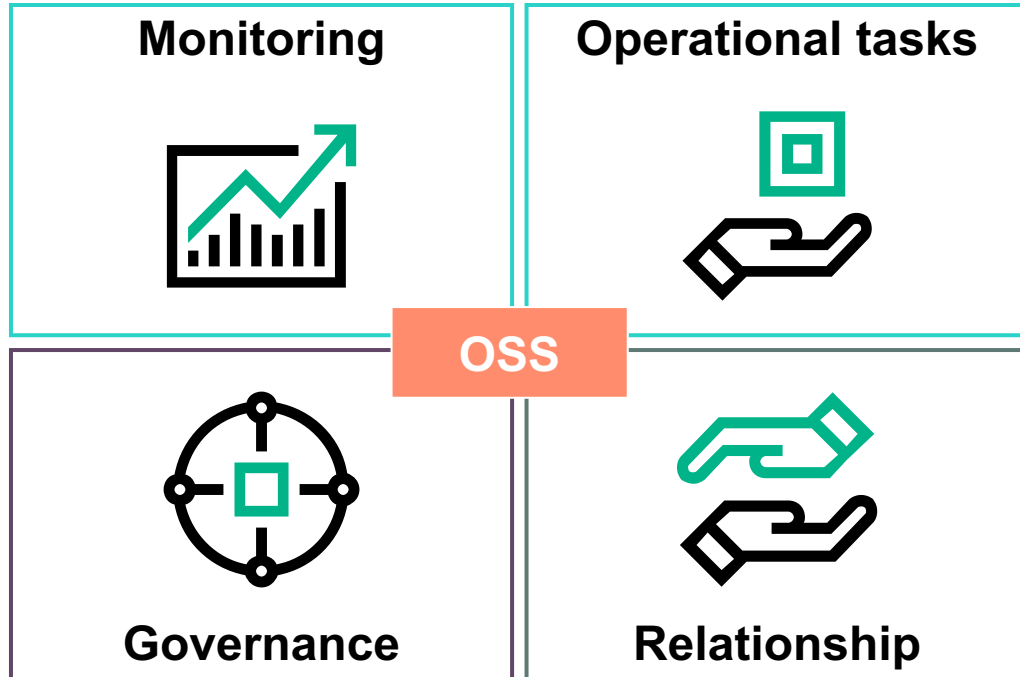 Monitoring
Operational tasks
OSS
Governance
Relationship